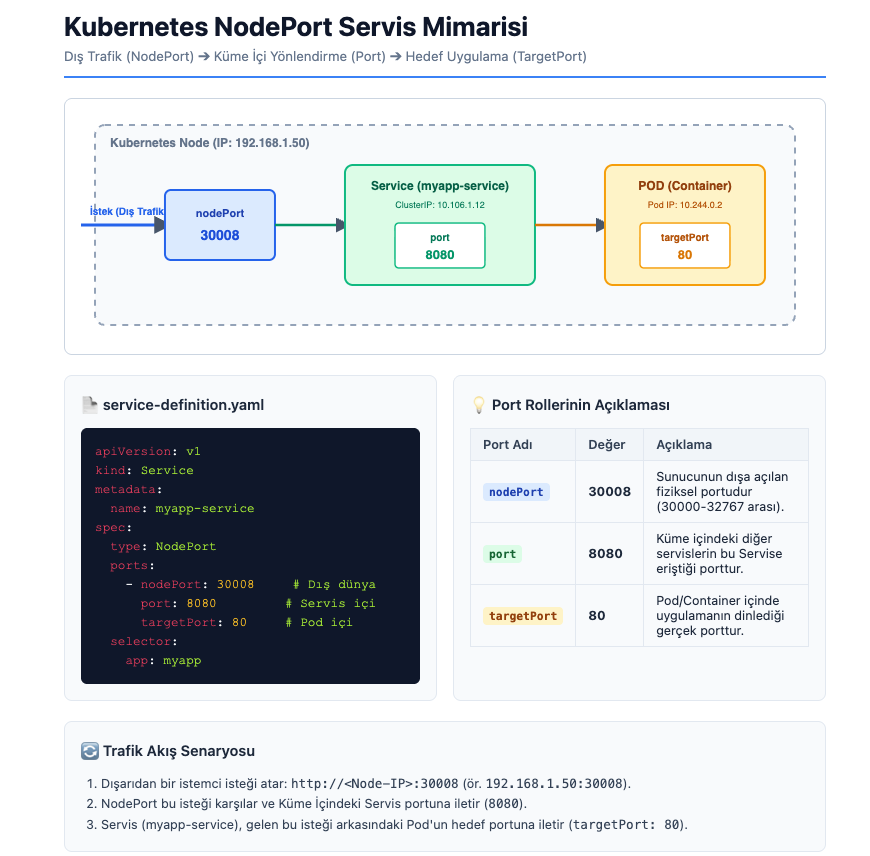 Kubernetes NodePort Servis Mimarisi
Dış Trafik (NodePort) ➔ Küme İçi Yönlendirme (Port) ➔ Hedef Uygulama (TargetPort)
Kubernetes Node (IP: 192.168.1.50)
İstek (Dış Trafik
nodePort
30008
Service (myapp-service)
ClusterIP: 10.106.1.12
port
8080
POD (Container)
Pod IP: 10.244.0.2
targetPort
80
service-definition.yaml
apiVersion: v1
kind: Service
metadata:
  name: myapp-service
spec:
  type: NodePort
  ports:
    - nodePort: 30008     # Dış dünya
      port: 8080         # Servis içi
      targetPort: 80     # Pod içi
  selector:
    app: myapp
Port Rollerinin Açıklaması
Port Adı Değer Açıklama
nodePort 30008 Sunucunun dışa açılan
fiziksel portudur
(30000-32767 arası).
port 8080 Küme içindeki diğer
servislerin bu Servise
eriştiği porttur.
targetPort 80 Pod/Container içinde
uygulamanın dinlediği
gerçek porttur.
Trafik Akış Senaryosu
1. Dışarıdan bir istemci isteği atar: http://<Node-IP>:30008 (ör. 192.168.1.50:30008).
2. NodePort bu isteği karşılar ve Küme İçindeki Servis portuna iletir (8080).
3. Servis (myapp-service), gelen bu isteği arkasındaki Pod'un hedef portuna iletir (targetPort: 80).